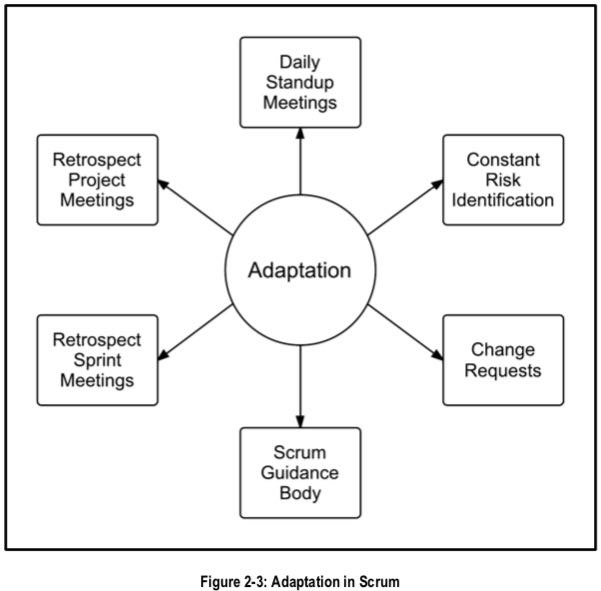 Daily
Standup
Meetings
Retrospect
Project
Meetings
Constant
Risk
Identification
Adaptation
Retrospect
Sprint
Meetings
Change
Requests
Scrum
Guidance
Body
Figure 2-3: Adaptation in Scrum